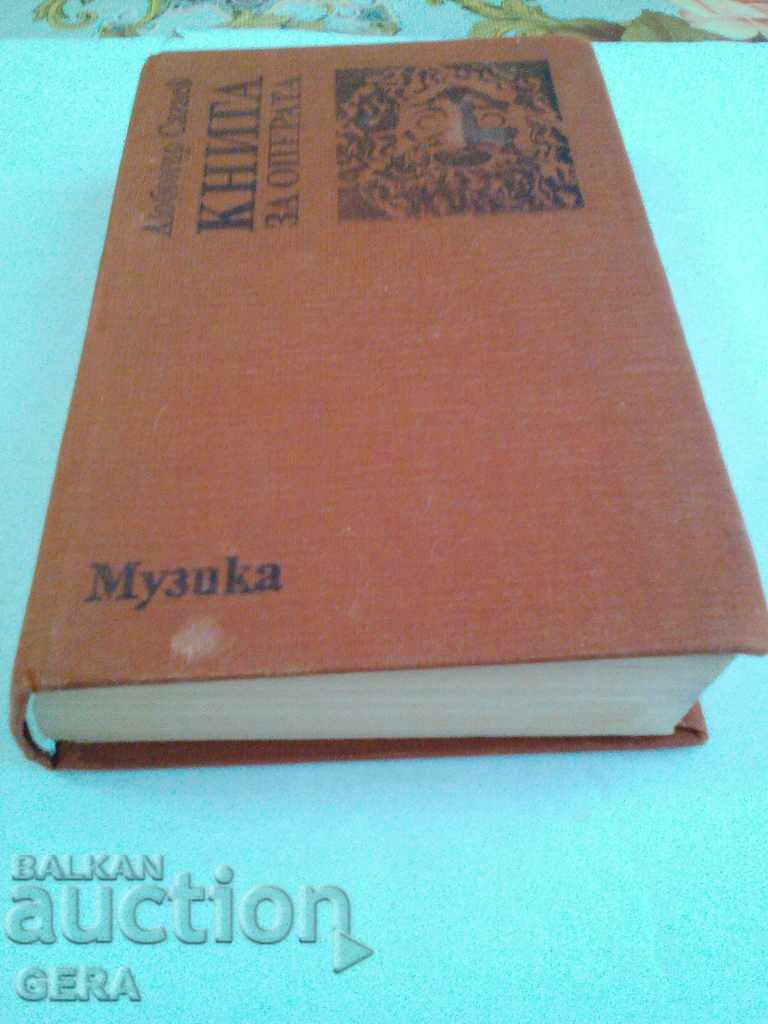 Любомир Сагаев
КНИГА
ЗА ОПЕРАТА
Музика
BALKAN
auction
GERA